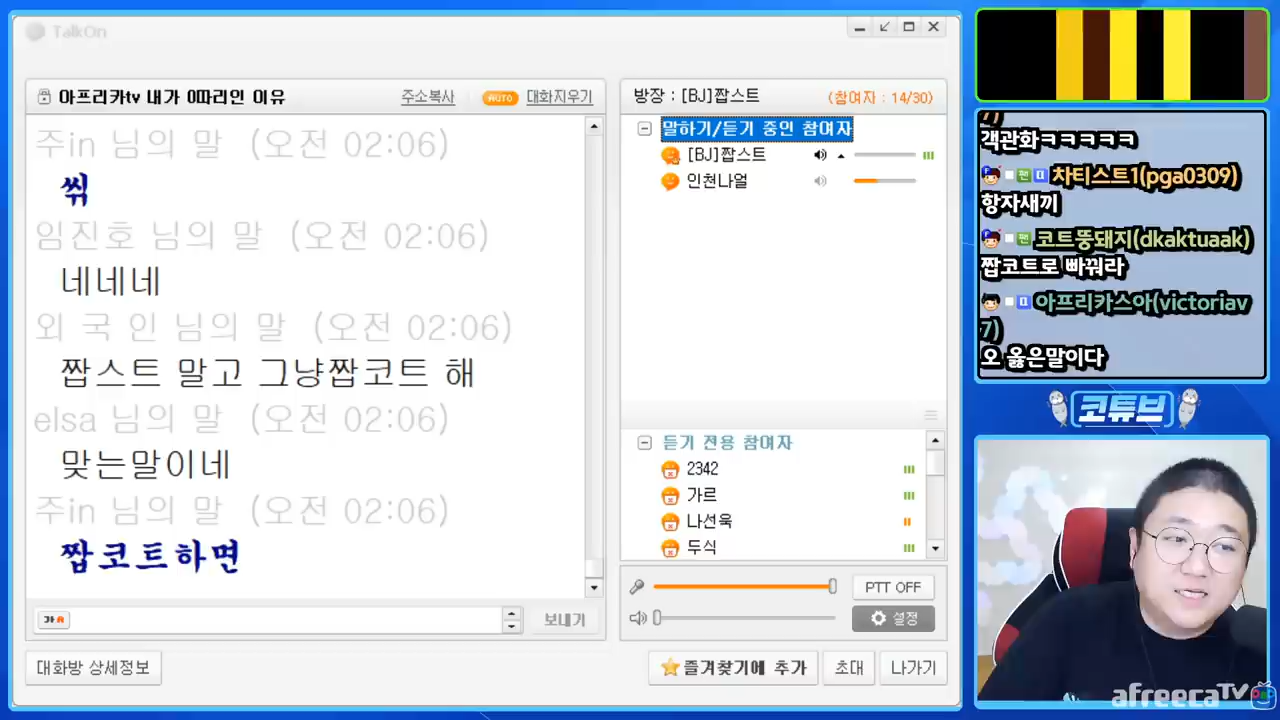 TalkOn
아프리카tv 내가 0따리인 이유
주소복사
AUTO
대화지우기
주in 님의 말 (오전 02:06)
씪
임진호 님의 말 (오전 02:06)
네네네
외 국 인 님의 말 (오전 02:06)
짭스트 말고 그냥짭코트 해
elsa 님의 말 (오전 02:06)
맞는말이네
주in 님의 말 (오전 02:06)
짭코트하면
가A
보내기
대화방 상세정보
방장 : [BJ]짭스트
(참여자 : 14/30)
말하기/듣기 중인 참여자
[BJ]짭스트
인천나얼
듣기 전용 참여자
2342
가르
나선욱
두식
PTT OFF
설정
즐겨찾기에 추가
초대
나가기
7)
객관화ㅋㅋㅋㅋㅋ
팬
차티스트1(pga0309)
항자새끼
팬 코트뚱돼지(dkaktuaak)
짭코트로 빠꿔라
아프리카스아(victoriav
7)
오 옳은말이다
코튜브
afreecaTV